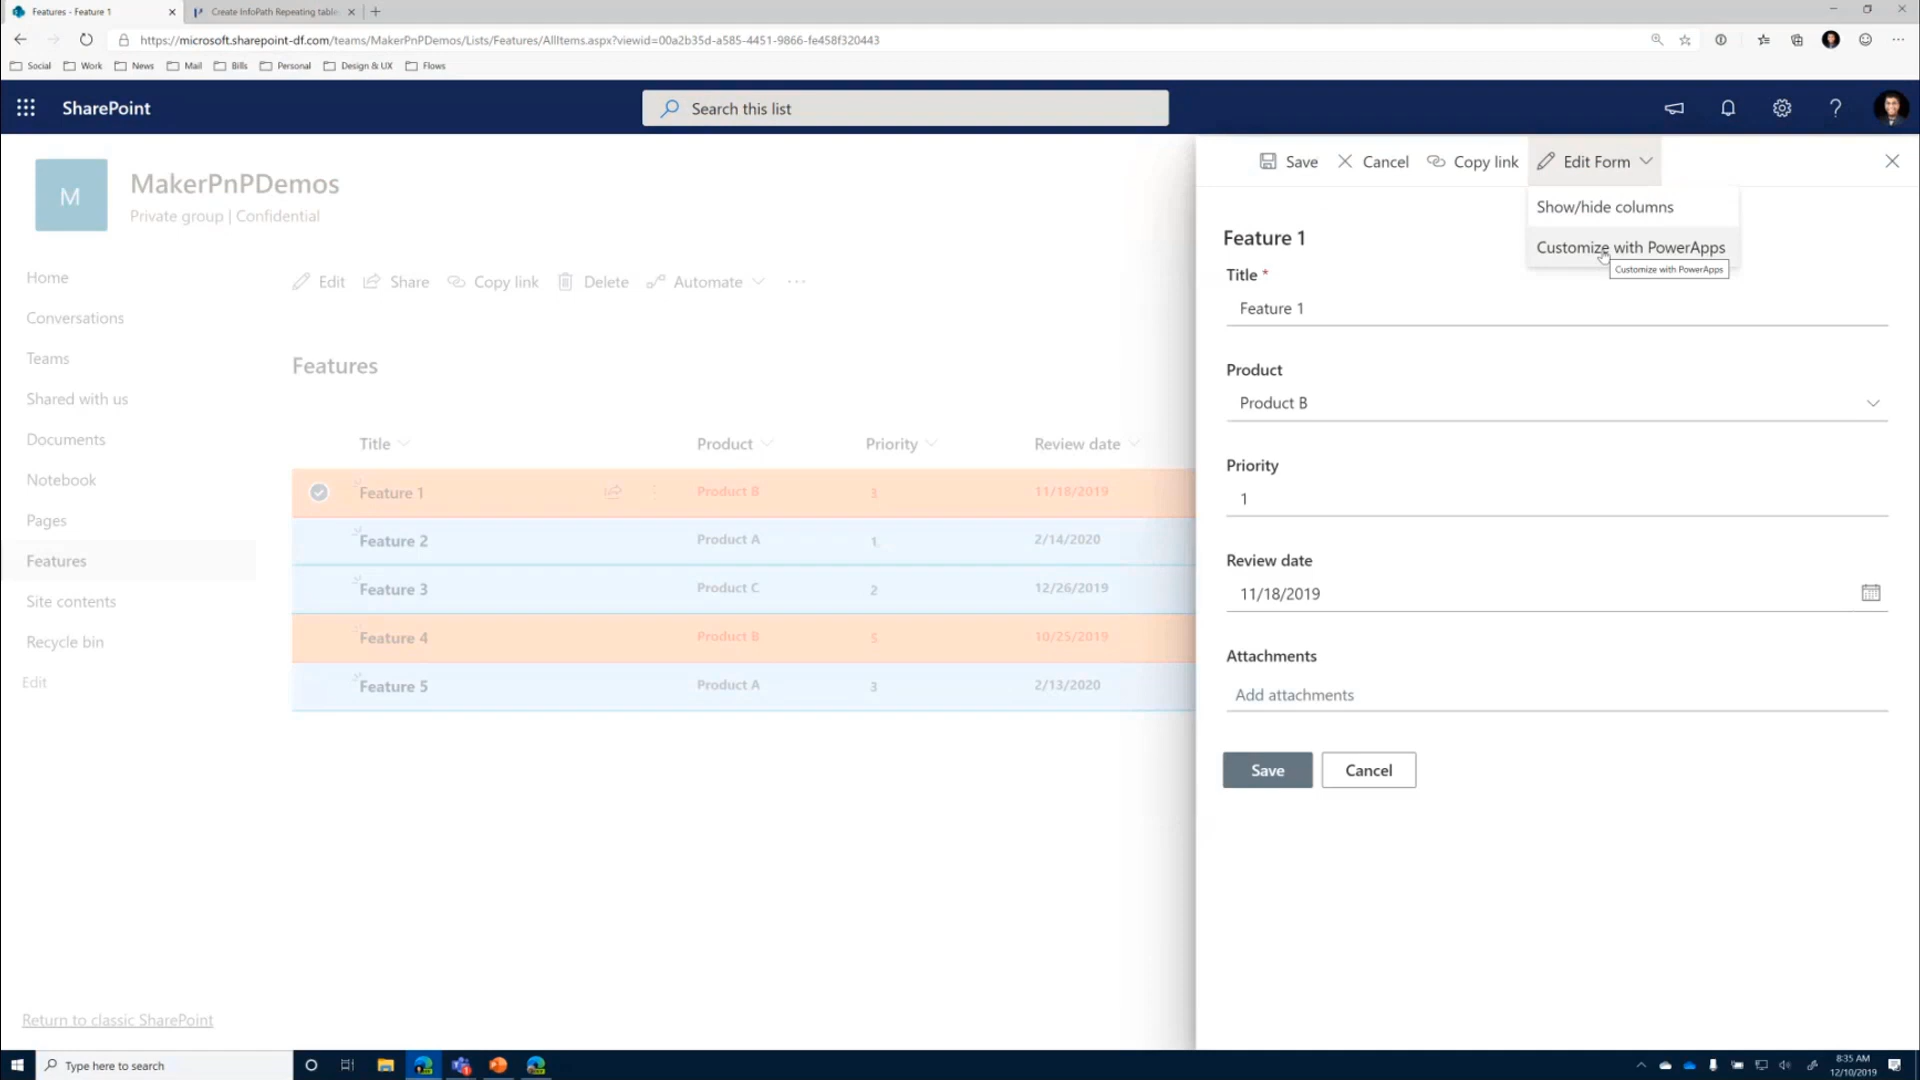 Features - Feature 1
Create InfoPath Repeating table
https://microsoft.sharepoint-df.com/teams/MakerPnPDemos/Lists/Features/AllItems.aspx?viewid=00a2b35d-a585-4451-9866-fe458f320443
Social Work News Mail Bills Personal Design & UX Flows
SharePoint
Search this list
Save Cancel Copy link Edit Form
Show/hide columns
Customize with PowerApps
Customize with PowerApps
M
MakerPnPDemos
Private group | Confidential
Home
Conversations
Teams
Shared with us
Documents
Notebook
Pages
Features
Site contents
Recycle bin
Edit
Return to classic SharePoint
Edit Share Copy link Delete Automate
Features
Title Product Priority Review date
Feature 1 Product B 3 11/18/2019
Feature 2 Product A 1 2/14/2020
Feature 3 Product C 2 12/26/2019
Feature 4 Product B 5 10/25/2019
Feature 5 Product A 3 2/13/2020
Feature 1
Title *
Feature 1
Product
Product B
Priority
1
Review date
11/18/2019
Attachments
Add attachments
Save Cancel
Type here to search
8:35 AM
12/10/2019